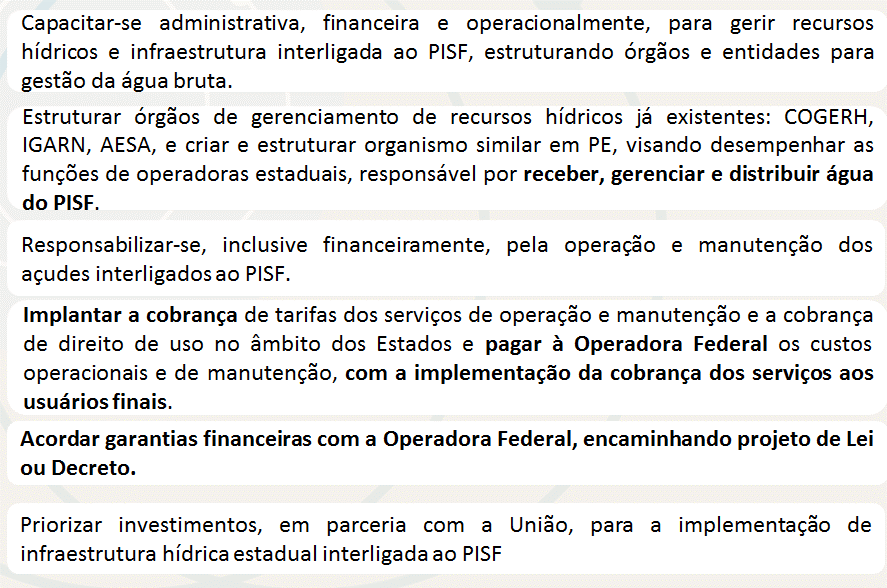 Capacitar-se administrativa, financeira e operacionalmente, para gerir recursos
hídricos e infraestrutura interligada ao PISF, estruturando órgãos e entidades para
gestão da água bruta.
Estruturar órgãos de gerenciamento de recursos hídricos já existentes: COGERH,
IGARN, AESA, e criar e estruturar organismo similar em PE, visando desempenhar as
funções de operadoras estaduais, responsável por receber, gerenciar e distribuir água
do PISF.
Responsabilizar-se, inclusive financeiramente, pela operação e manutenção dos
açudes interligados ao PISF.
Implantar a cobrança de tarifas dos serviços de operação e manutenção e a cobrança
de direito de uso no âmbito dos Estados e pagar à Operadora Federal os custos
operacionais e de manutenção, com a implementação da cobrança dos serviços aos
usuários finais.
Acordar garantias financeiras com a Operadora Federal, encaminhando projeto de Lei
ou Decreto.
Priorizar investimentos, em parceria com a União, para a implementação de
infraestrutura hídrica estadual interligada ao PISF